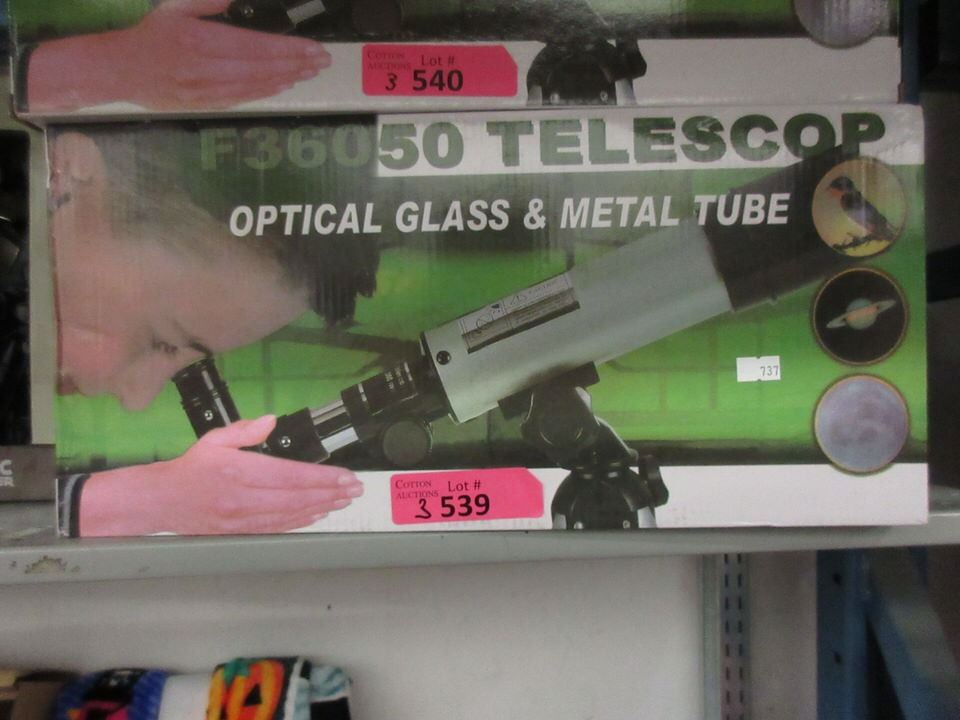 COTTON
AUCTIONS
Lot #
3 540
F36050 TELESCOP
OPTICAL GLASS & METAL TUBE
737
COTTON
AUCTIONS
Lot #
3 539
C